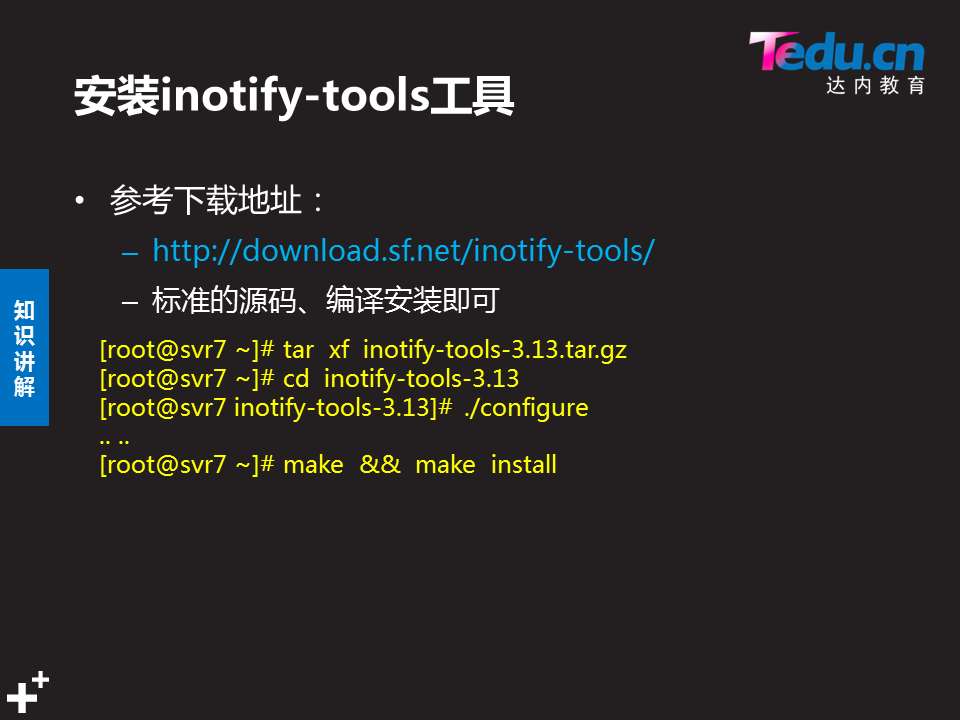 Tedu.cn
达内教育
安装inotify-tools工具
• 参考下载地址：
– http://download.sf.net/inotify-tools/
– 标准的源码、编译安装即可
知识讲解
[root@svr7 ~]# tar  xf  inotify-tools-3.13.tar.gz
[root@svr7 ~]# cd  inotify-tools-3.13
[root@svr7 inotify-tools-3.13]#  ./configure
.. ..
[root@svr7 ~]# make  &&  make  install